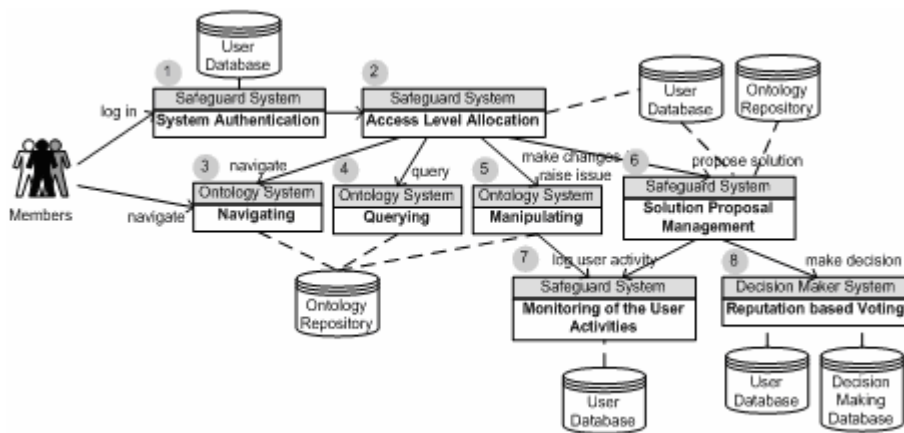 User
Database
1
2
Safeguard System
System Authentication
Safeguard System
Access Level Allocation
User
Database
Ontology
Repository
log in
Members
navigate
3
navigate
4
query
5
make changes /
raise issue
6
propose solution
Ontology System
Navigating
Ontology System
Querying
Ontology System
Manipulating
Safeguard System
Solution Proposal
Management
Ontology
Repository
7
log user activity
8
make decision
Safeguard System
Monitoring of the User
Activities
Decision Maker System
Reputation based Voting
User
Database
User
Database
Decision
Making
Database